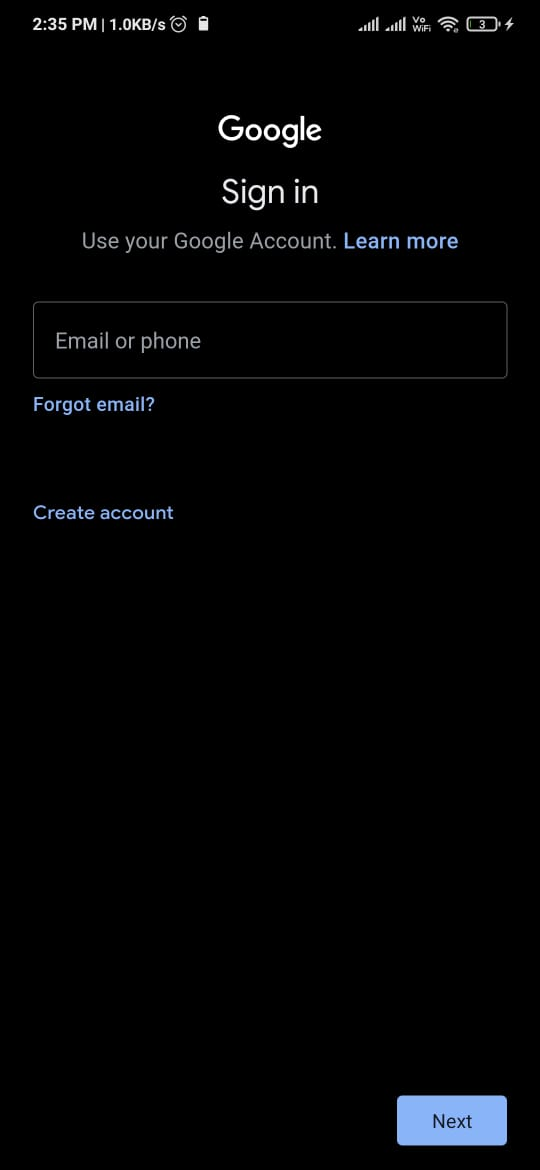 2:35 PM | 1.0KB/s Vo WiFi 3
Google
Sign in
Use your Google Account. Learn more
Email or phone
Forgot email?
Create account
Next